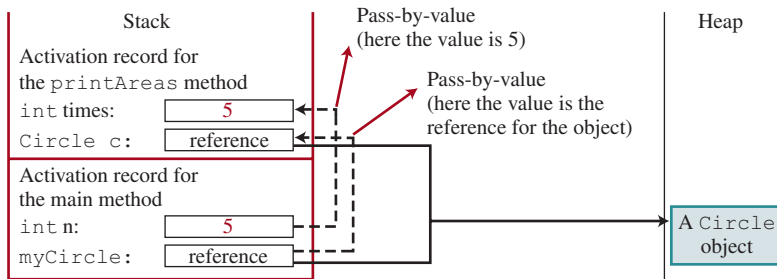 Stack
Activation record for
the printAreas method
int times: 5
Circle c: reference
Activation record for
the main method
int n: 5
myCircle: reference
Pass-by-value
(here the value is 5)
Pass-by-value
(here the value is the
reference for the object)
Heap
A Circle
object